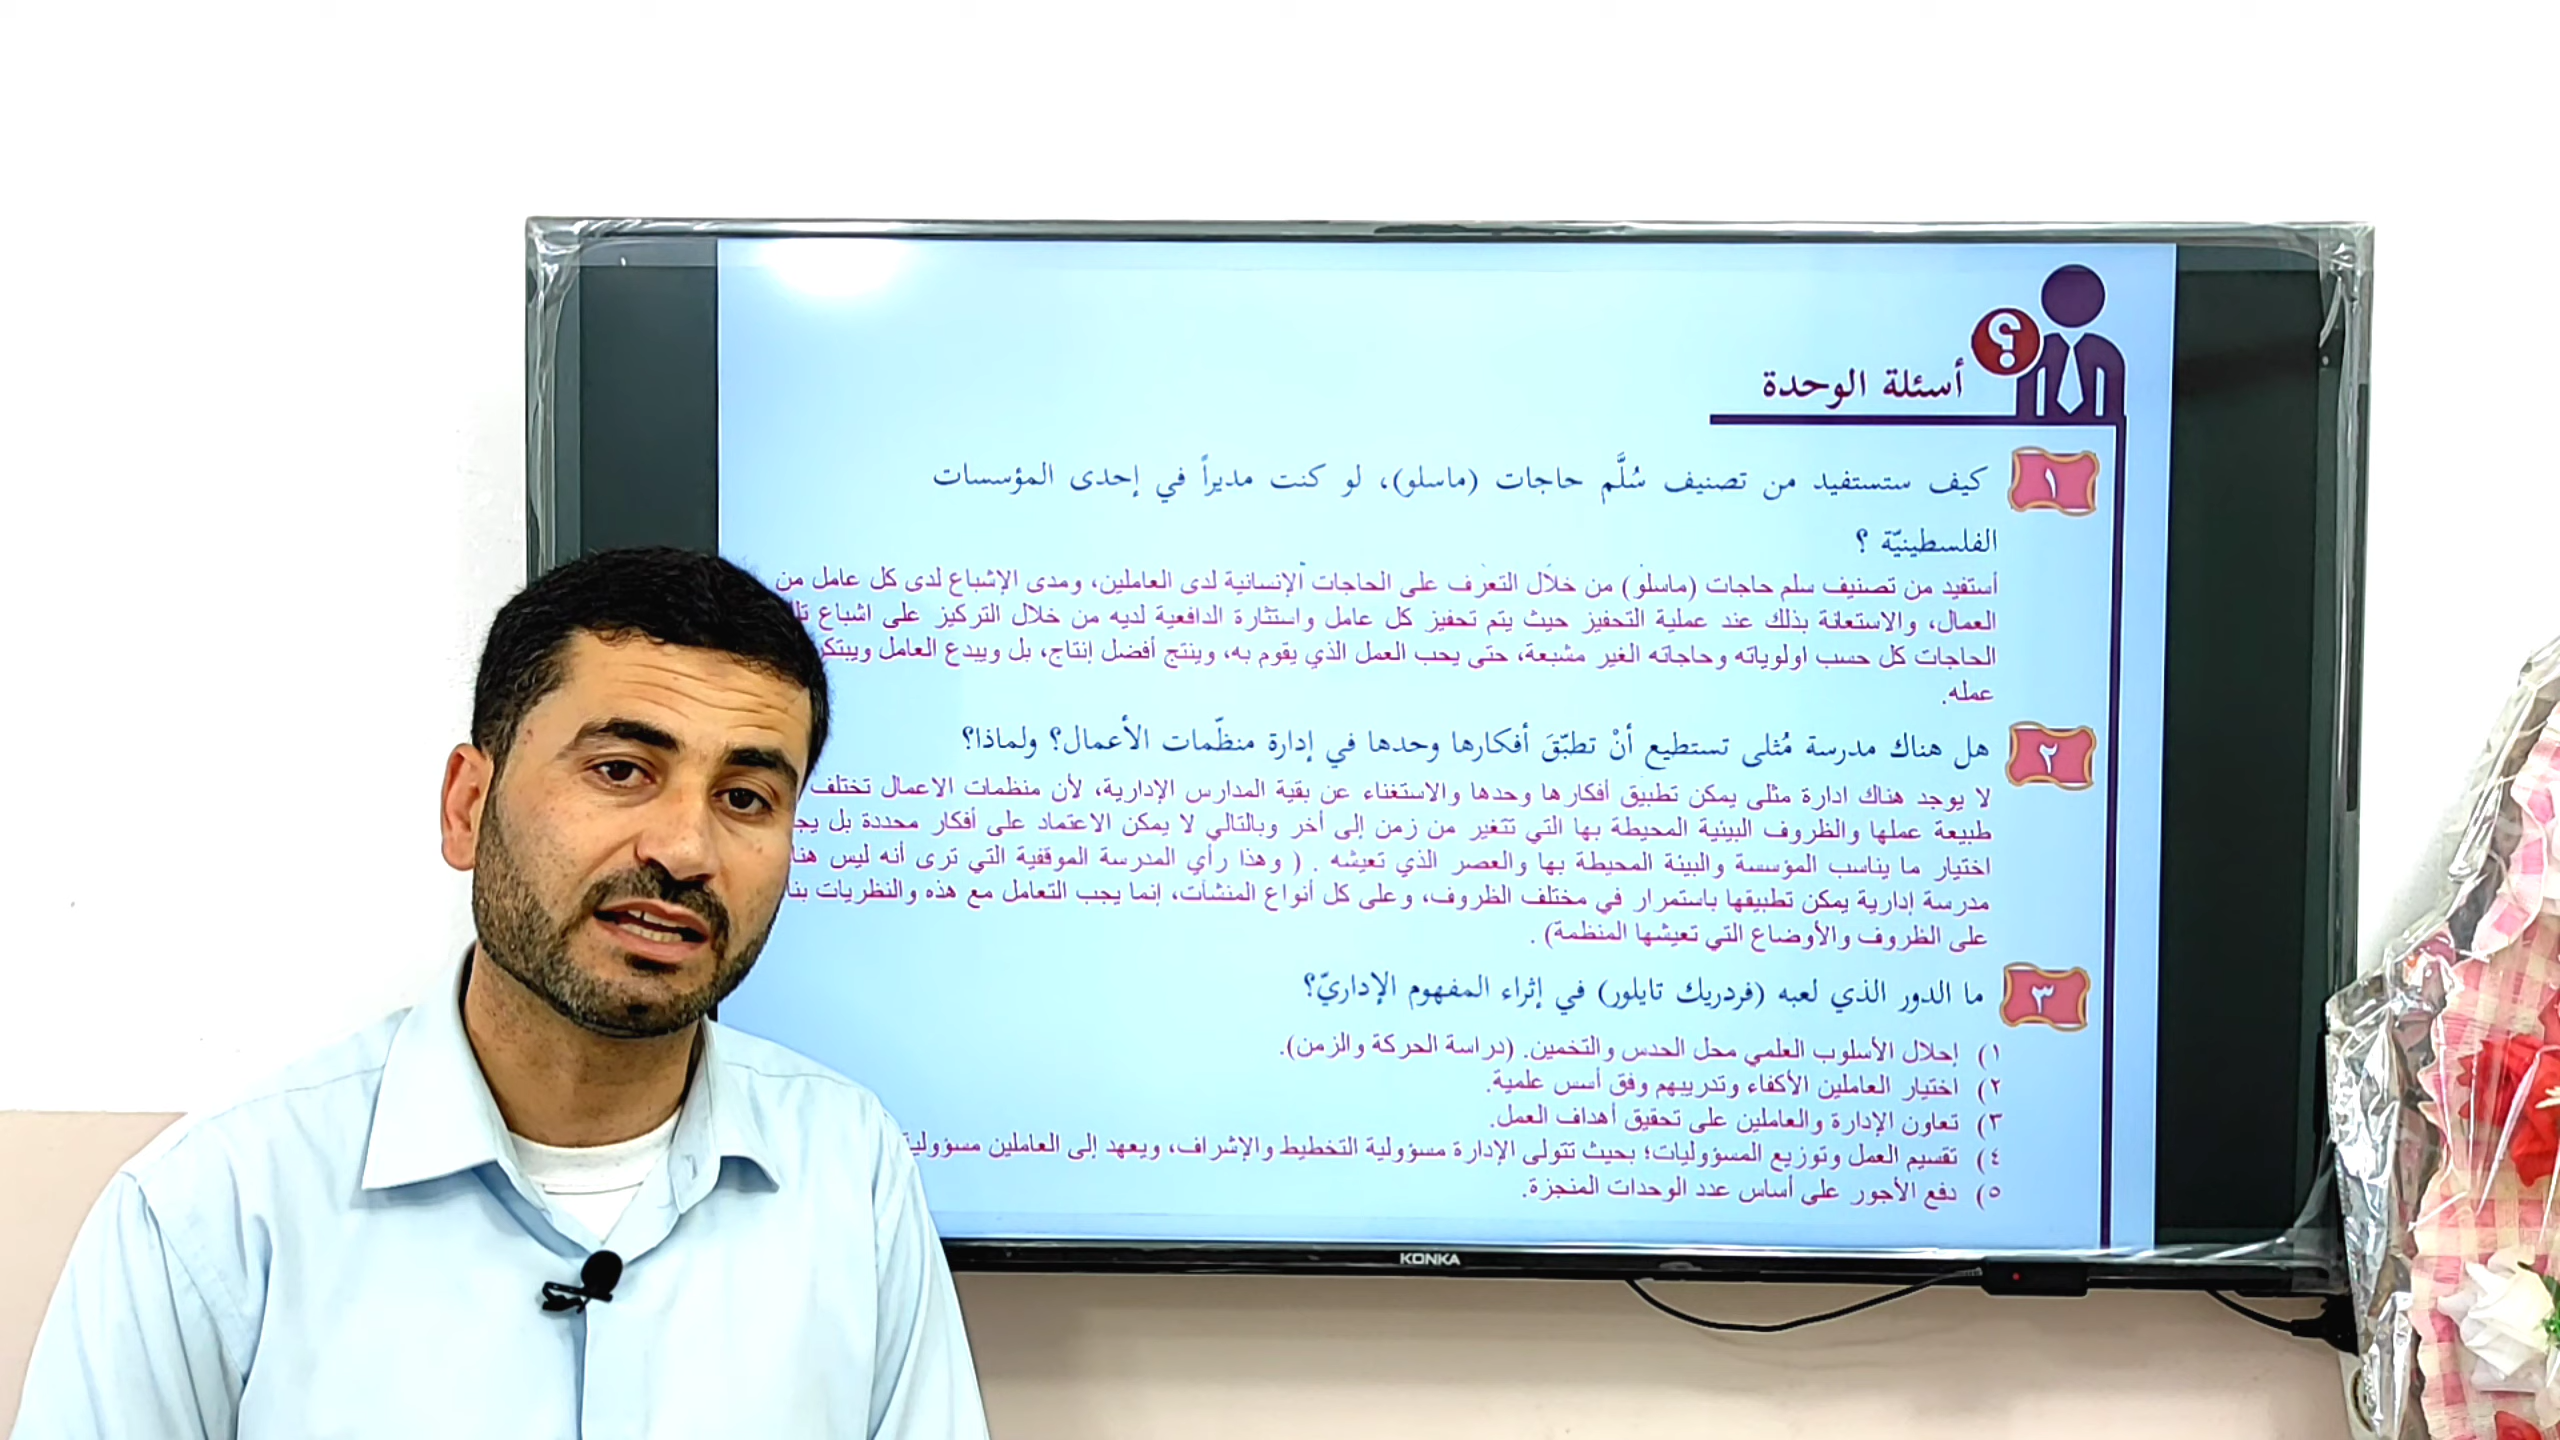 أسئلة الوحدة
١
كيف ستستفيد من تصنيف سُلَّم حاجات (ماسلو)، لو كنت مديراً في إحدى المؤسسات
الفلسطينيّة ؟
أستفيد من تصنيف سلم حاجات (ماسلو) من خلال التعرف على الحاجات الإنسانية لدى العاملين، ومدى الإشباع لدى كل عامل من
العمال، والاستعانة بذلك عند عملية التحفيز حيث يتم تحفيز كل عامل واستثارة الدافعية لديه من خلال التركيز على اشباع
الحاجات كل حسب اولوياته وحاجاته الغير مشبعة، حتى يحب العمل الذي يقوم به، وينتج أفضل إنتاج، بل ويبدع العامل ويبتكر
عمله.
٢
هل هناك مدرسة مُثلى تستطيع أنْ تطبّقَ أفكارها وحدها في إدارة منظّمات الأعمال؟ ولماذا؟
لا يوجد هناك ادارة مثلى يمكن تطبيق أفكارها وحدها والاستغناء عن بقية المدارس الإدارية، لأن منظمات الاعمال تختلف
طبيعة عملها والظروف البيئية المحيطة بها التي تتغير من زمن إلى أخر وبالتالي لا يمكن الاعتماد على أفكار محددة بل
اختيار ما يناسب المؤسسة والبيئة المحيطة بها والعصر الذي تعيشه . ( وهذا رأي المدرسة الموقفية التي ترى أنه ليس
مدرسة إدارية يمكن تطبيقها باستمرار في مختلف الظروف، وعلى كل أنواع المنشآت، إنما يجب التعامل مع هذه والنظريات
على الظروف والأوضاع التي تعيشها المنظمة) .
٣
ما الدور الذي لعبه (فردريك تايلور) في إثراء المفهوم الإداريّ؟
١) إحلال الأسلوب العلمي محل الحدس والتخمين. (دراسة الحركة والزمن).
٢) اختيار العاملين الأكفاء وتدريبهم وفق أسس علمية.
٣) تعاون الإدارة والعاملين على تحقيق أهداف العمل.
٤) تقسيم العمل وتوزيع المسؤوليات؛ بحيث تتولى الإدارة مسؤولية التخطيط والإشراف، ويعهد إلى العاملين
٥) دفع الأجور على أساس عدد الوحدات المنجزة.
KONKA